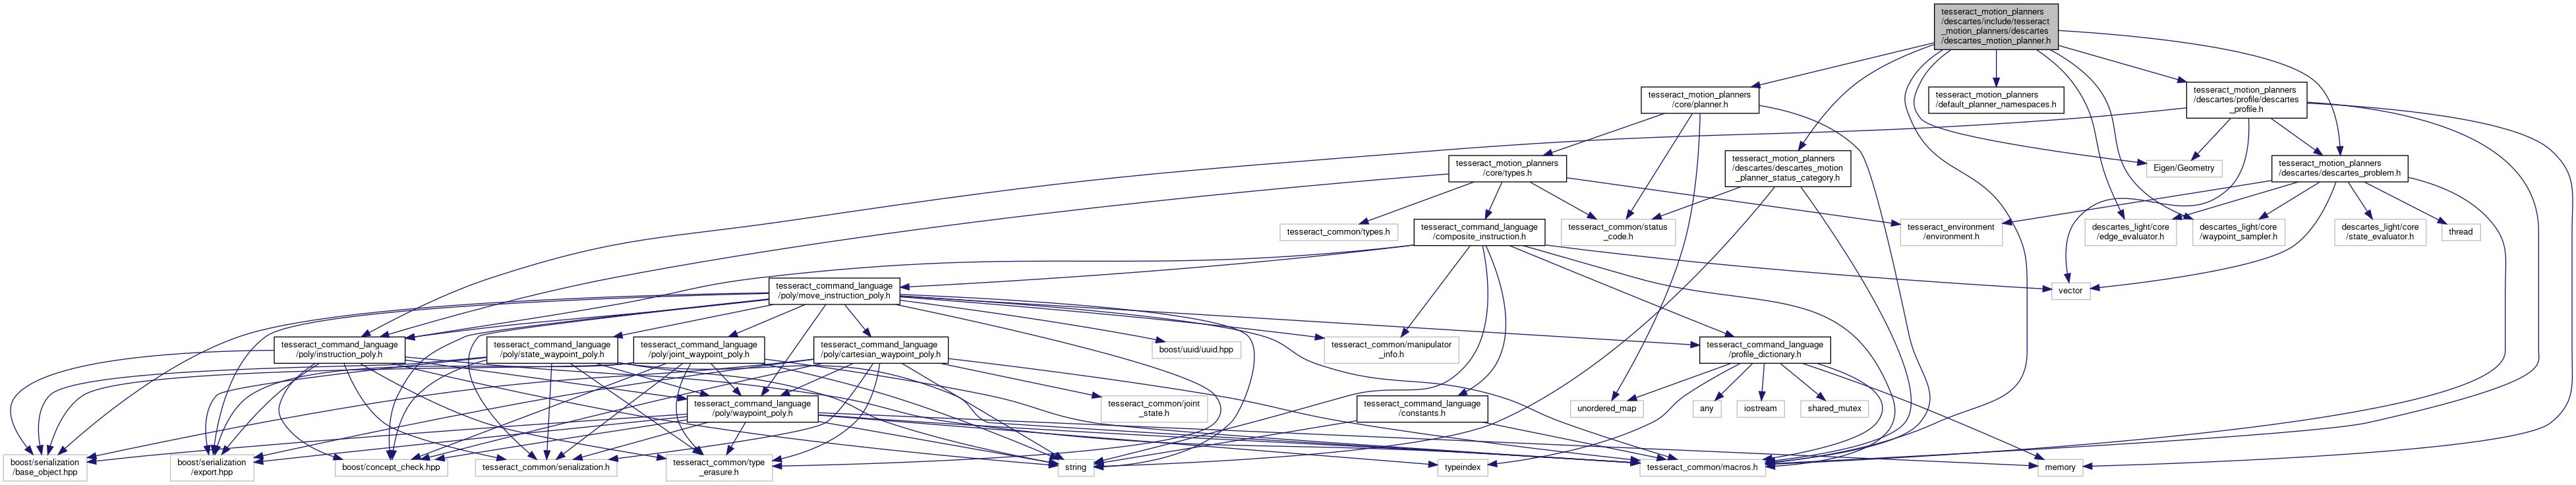 tesseract_motion_planners
/descartes/include/tesseract
_motion_planners/descartes
/descartes_motion_planner.h
tesseract_motion_planners
/core/planner.h
tesseract_motion_planners
/default_planner_namespaces.h
tesseract_motion_planners
/descartes/profile/descartes
_profile.h
tesseract_motion_planners
/core/types.h
tesseract_motion_planners
/descartes/descartes_motion
_planner_status_category.h
Eigen/Geometry
tesseract_motion_planners
/descartes/descartes_problem.h
tesseract_common/types.h
tesseract_command_language
/composite_instruction.h
tesseract_common/status
_code.h
tesseract_environment
/environment.h
descartes_light/core
/edge_evaluator.h
descartes_light/core
/waypoint_sampler.h
descartes_light/core
/state_evaluator.h
thread
tesseract_command_language
/poly/move_instruction_poly.h
vector
tesseract_command_language
/poly/instruction_poly.h
tesseract_command_language
/poly/state_waypoint_poly.h
tesseract_command_language
/poly/joint_waypoint_poly.h
tesseract_command_language
/poly/cartesian_waypoint_poly.h
boost/uuid/uuid.hpp
tesseract_common/manipulator
_info.h
tesseract_command_language
/profile_dictionary.h
tesseract_command_language
/poly/waypoint_poly.h
tesseract_common/joint
_state.h
tesseract_command_language
/constants.h
unordered_map
any
iostream
shared_mutex
boost/serialization
/base_object.hpp
boost/serialization
/export.hpp
boost/concept_check.hpp
tesseract_common/serialization.h
tesseract_common/type
_erasure.h
string
typeindex
tesseract_common/macros.h
memory